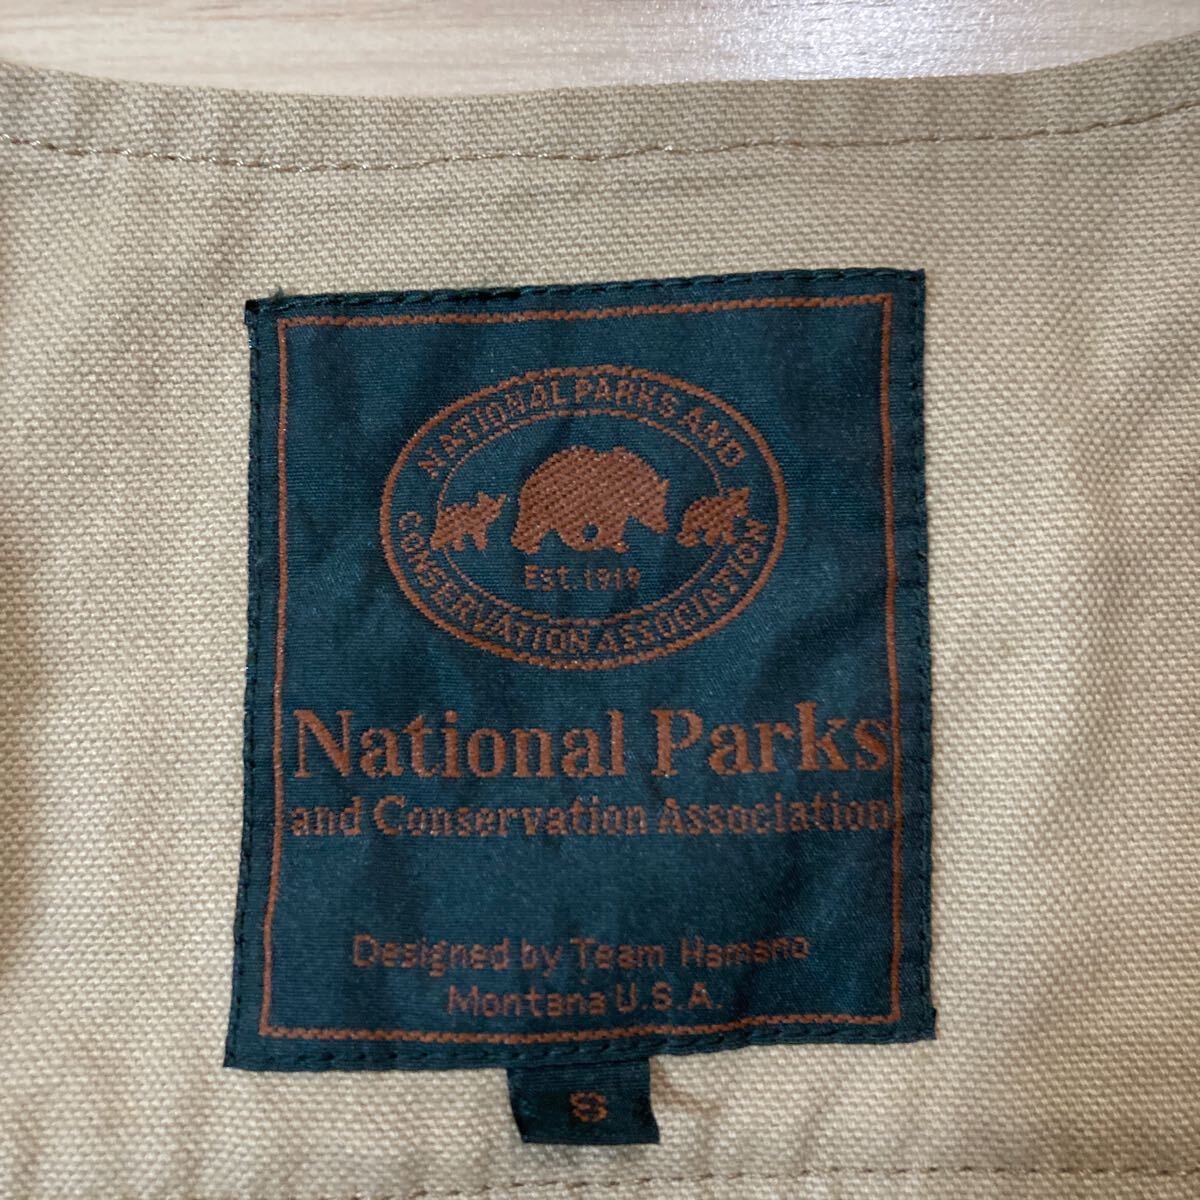 NATIONAL PARKS AND
CONSERVATION ASSOCIATION
Est. 1919
National Parks
and Conservation Association
Designed by Team Hamano
Montana U.S.A.
S